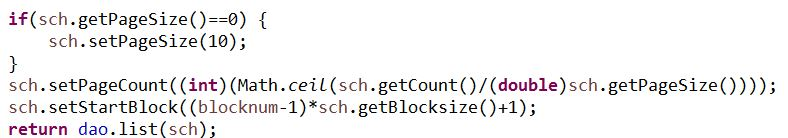 if(sch.getPageSize()==0) {
sch.setPageSize(10);
}
sch.setPageCount((int)(Math.ceil(sch.getCount()/(double)sch.getPageSize())));
sch.setStartBlock((blocknum-1)*sch.getBlocksize()+1);
return dao.list(sch);